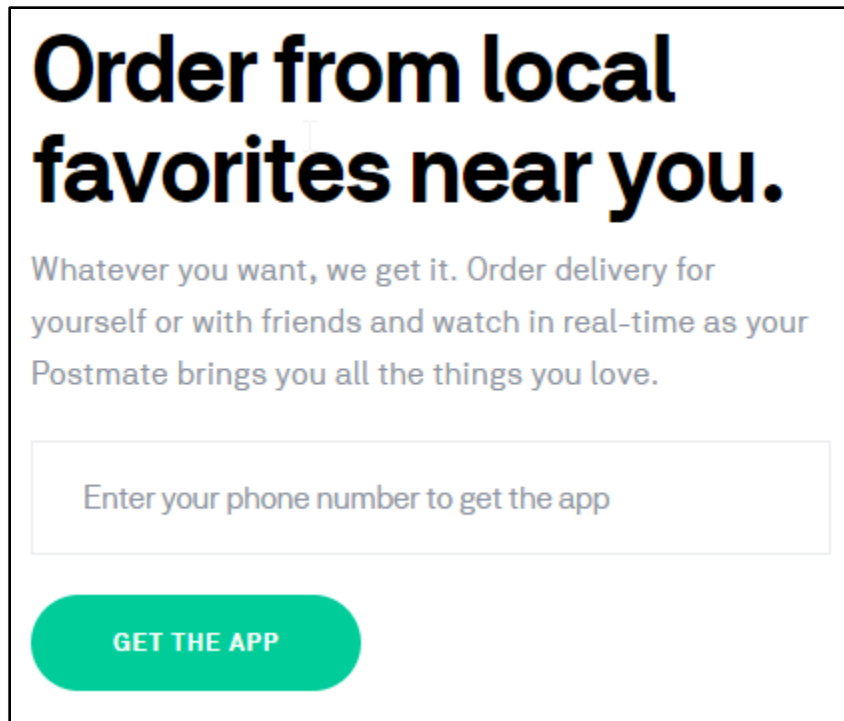 Order from local
favorites near you.
Whatever you want, we get it. Order delivery for
yourself or with friends and watch in real-time as your
Postmate brings you all the things you love.
Enter your phone number to get the app
GET THE APP